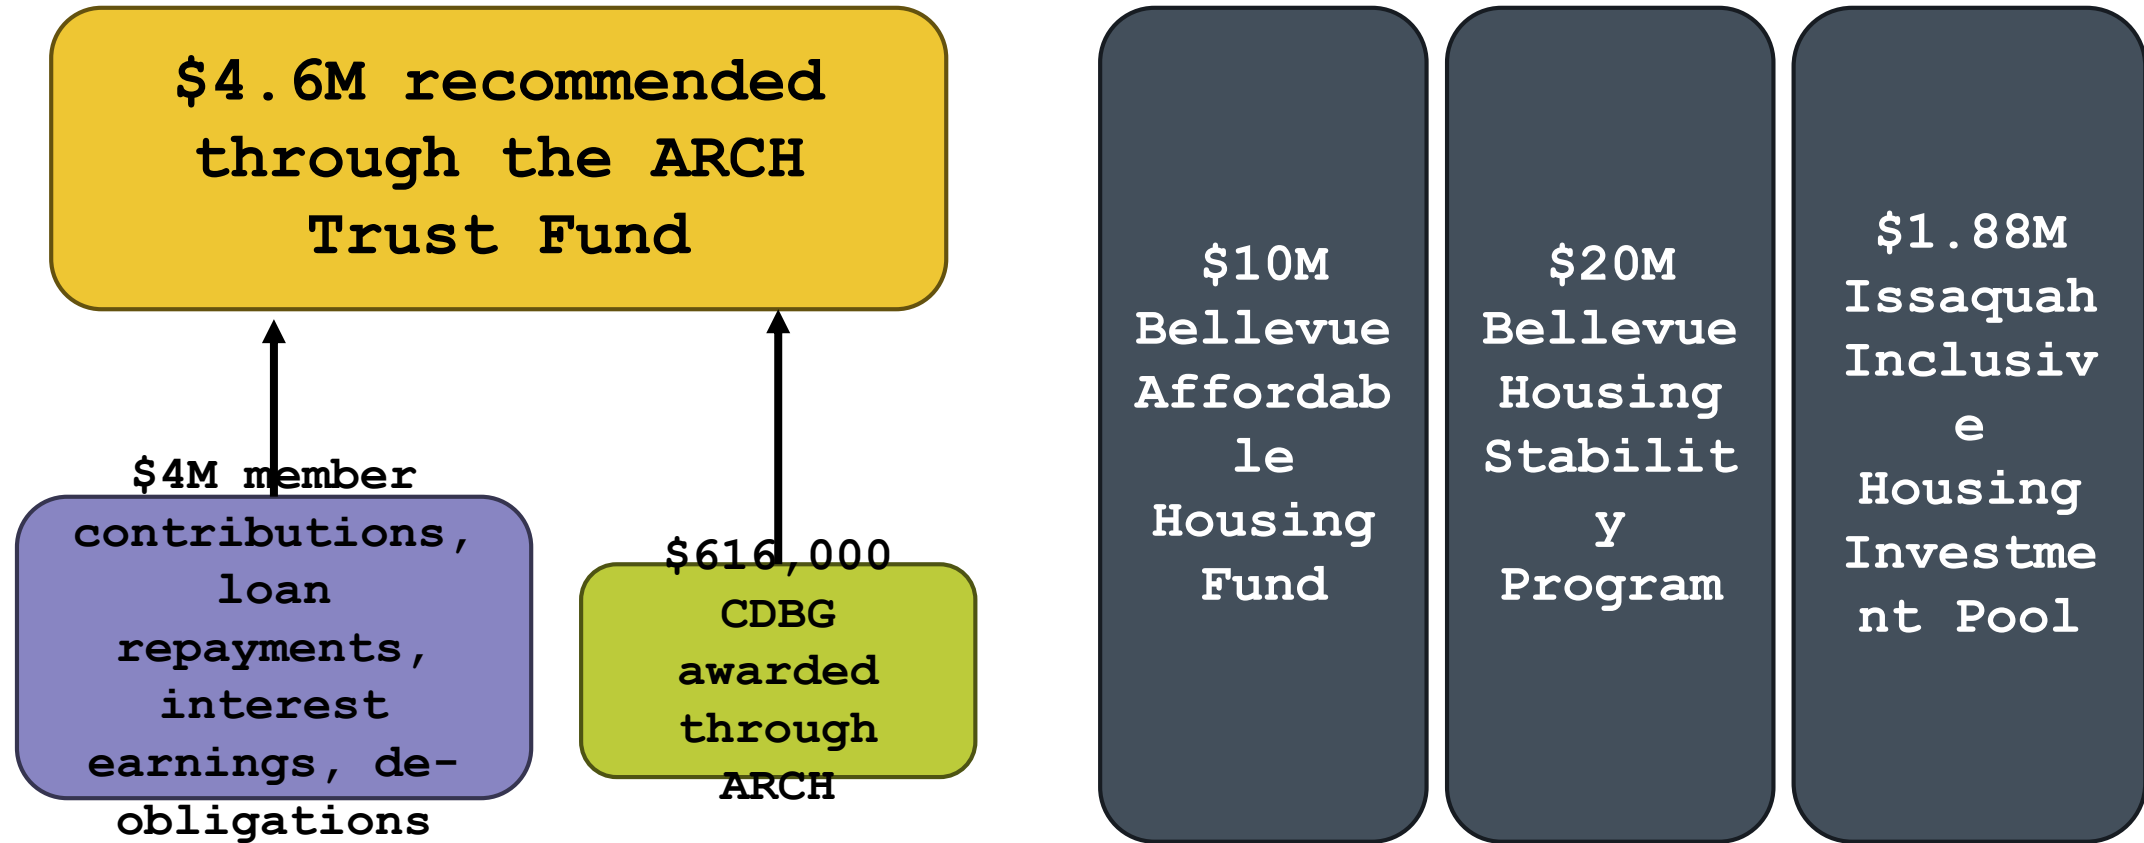 $4.6M recommended
through the ARCH
Trust Fund
$4M member
contributions,
loan
repayments,
interest
earnings, de-
obligations
$616,000
CDBG
awarded
through
ARCH
$10M
Bellevue
Affordab
le
Housing
Fund
$20M
Bellevue
Housing
Stabilit
y
Program
$1.88M
Issaquah
Inclusiv
e
Housing
Investme
nt Pool